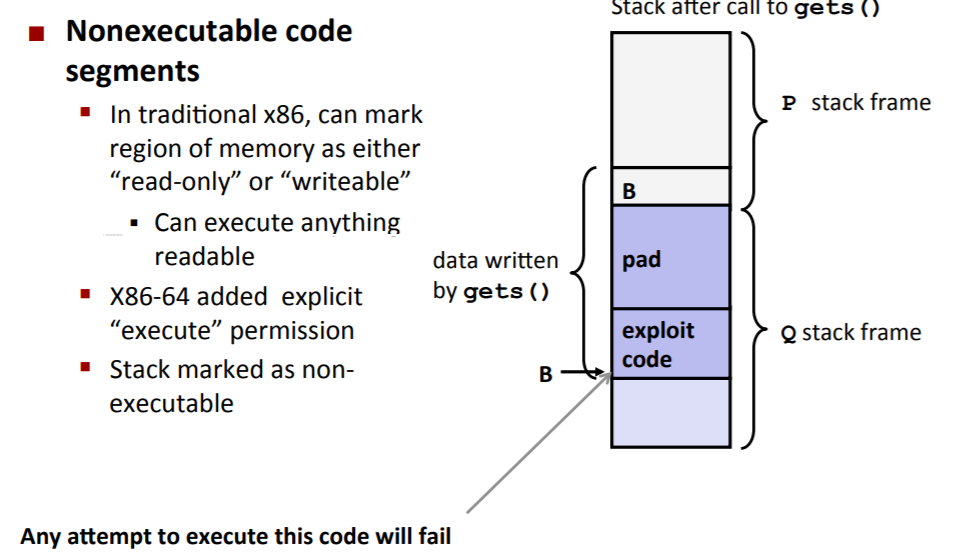 Stack after call to gets()
Nonexecutable code
segments
In traditional x86, can mark
region of memory as either
“read-only” or “writeable”
Can execute anything
readable
X86-64 added  explicit
“execute” permission
Stack marked as non-
executable
P stack frame
B
data written
by gets()
pad
exploit
code
B
Q stack frame
Any attempt to execute this code will fail